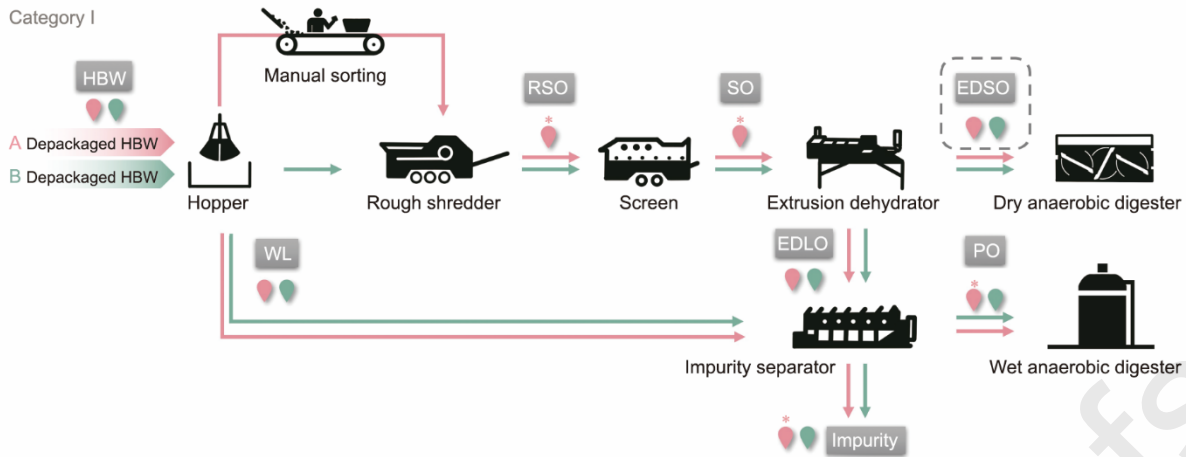 Category I
Manual sorting
HBW
RSO
*
SO
*
EDSO
A Depackaged HBW
B Depackaged HBW
Hopper
Rough shredder
Screen
Extrusion dehydrator
Dry anaerobic digester
WL
EDLO
PO
*
Impurity separator
Wet anaerobic digester
*
Impurity
fs